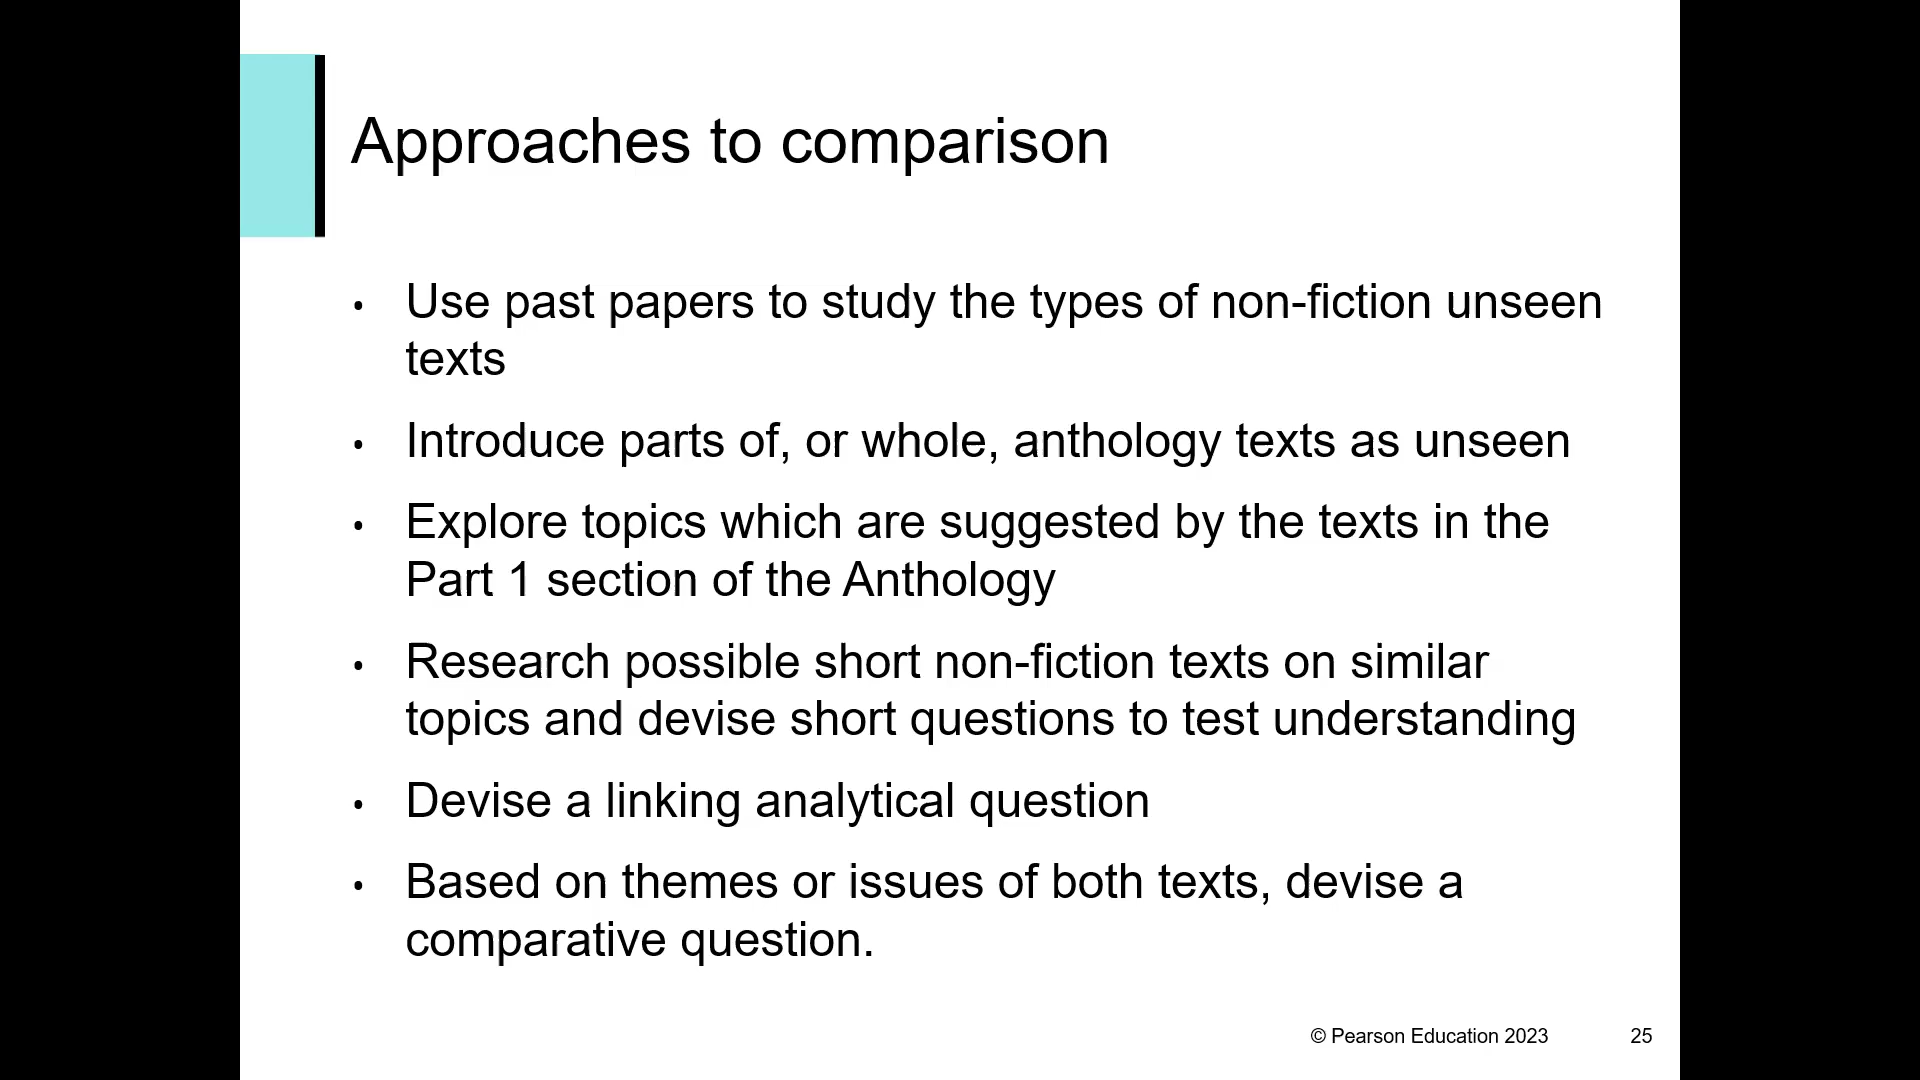 Approaches to comparison
• Use past papers to study the types of non-fiction unseen
texts
• Introduce parts of, or whole, anthology texts as unseen
• Explore topics which are suggested by the texts in the
Part 1 section of the Anthology
• Research possible short non-fiction texts on similar
topics and devise short questions to test understanding
• Devise a linking analytical question
• Based on themes or issues of both texts, devise a
comparative question.
© Pearson Education 2023 25